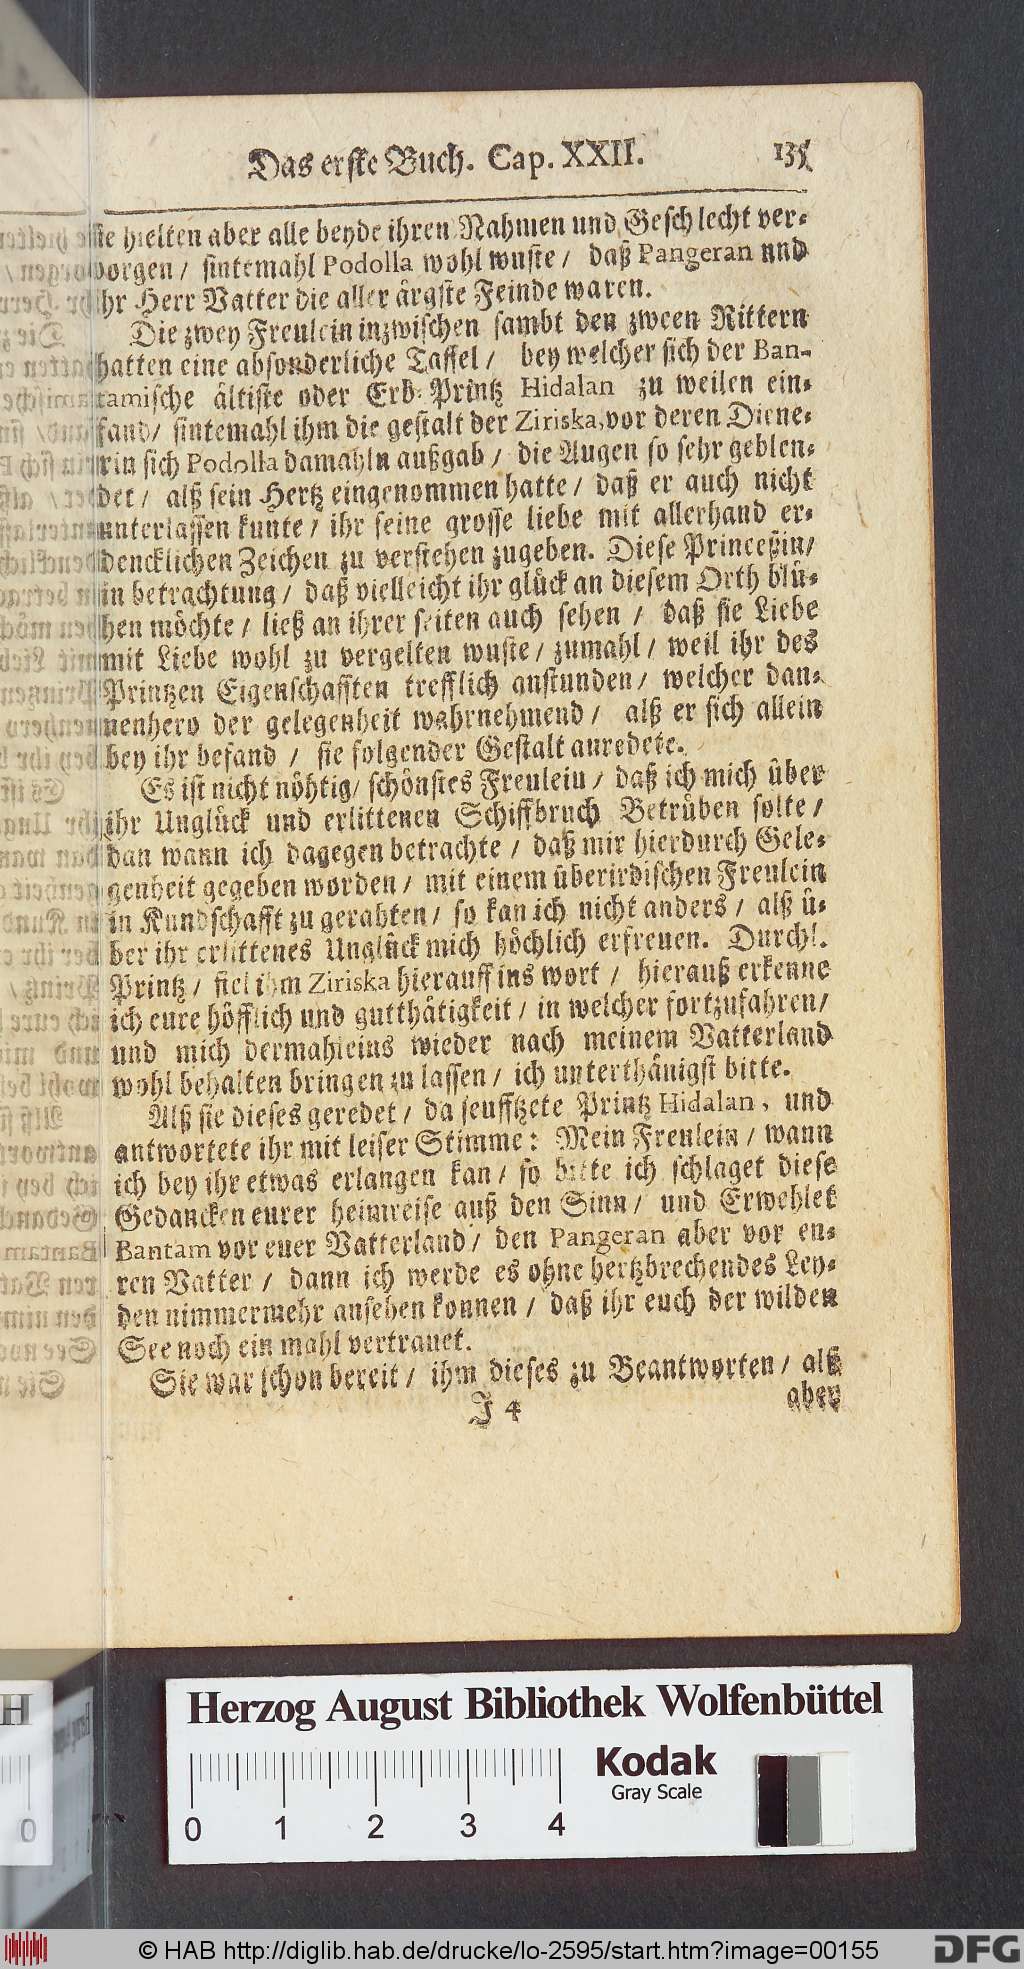 Das erste Buch. Cap. XXII. 135
sie hielten aber alle beyde ihren Nahmen und Geschlecht ver-
borgen / sintemahl Podolla wohl wuste / daß Pangeran und
ihr Herr Vatter die aller ärgste Feinde waren.
Die zwey Freulein inzwischen sambt den zween Rittern
hatten eine absonderliche Taffel / bey welcher sich der Ban-
tamische ältiste oder Erb-Printz Hidalan zu weilen ein-
fand / sintemahl ihm die gestalt der Ziriska, vor deren Diene-
rin sich Podolla damahln außgab / die Augen so sehr geblen-
det / alß sein Hertz eingenommen hatte / daß er auch nicht
unterlassen kunte / ihr seine grosse liebe mit allerhand er-
dencklichen Zeichen zu verstehen zugeben. Diese Princeßin /
in betrachtung / daß vielleicht ihr glück an diesem Orth blü-
hen möchte / ließ an ihrer seiten auch sehen / daß sie Liebe
mit Liebe wohl zu vergelten wuste / zumahl / weil ihr des
Printzen Eigenschafften trefflich anstunden / welcher dan-
nenhero der gelegenheit wahrnehmend / alß er sich allein
bey ihr befand / sie folgender Gestalt anredete.
Es ist nicht nöhtig / schönstes Freulein / daß ich mich über
ihr Unglück und erlittenen Schiffbruch Betrüben solte /
dan wann ich dagegen betrachte / daß mir hierdurch Gele-
genheit gegeben worden / mit einem überirdischen Freulein
in Kundschafft zu gerahten / so kan ich nicht anders / alß ü-
ber ihr erlittenes Unglück mich höchlich erfreuen. Durchl.
Printz / fiel ihm Ziriska hierauff ins wort / hierauß erkenne
ich eure höfflich und gutthätigkeit / in welcher fortzufahren /
und mich dermahleins wieder nach meinem Vatterland
wohl behalten bringen zu lassen / ich unterthänigst bitte.
Alß sie dieses geredet / da seufftzete Printz Hidalan, und
antwortete ihr mit leiser Stimme: Mein Freulein / wann
ich bey ihr etwas erlangen kan / so bitte ich schlaget diese
Gedancken eurer heimreise auß den Sinn / und Erwehlet
Bantam vor euer Vatterland / den Pangeran aber vor eu-
ren Vatter / dann ich werde es ohne hertzbrechendes Ley-
den nimmermehr ansehen konnen / daß ihr euch der wilden
See noch ein mahl vertrauet.
Sie war schon bereit / ihm dieses zu Beantworten / alß
J 4 aber
Herzog August Bibliothek Wolfenbüttel
Kodak
Gray Scale
0 1 2 3 4
H
0
© HAB http://diglib.hab.de/drucke/lo-2595/start.htm?image=00155
DFG